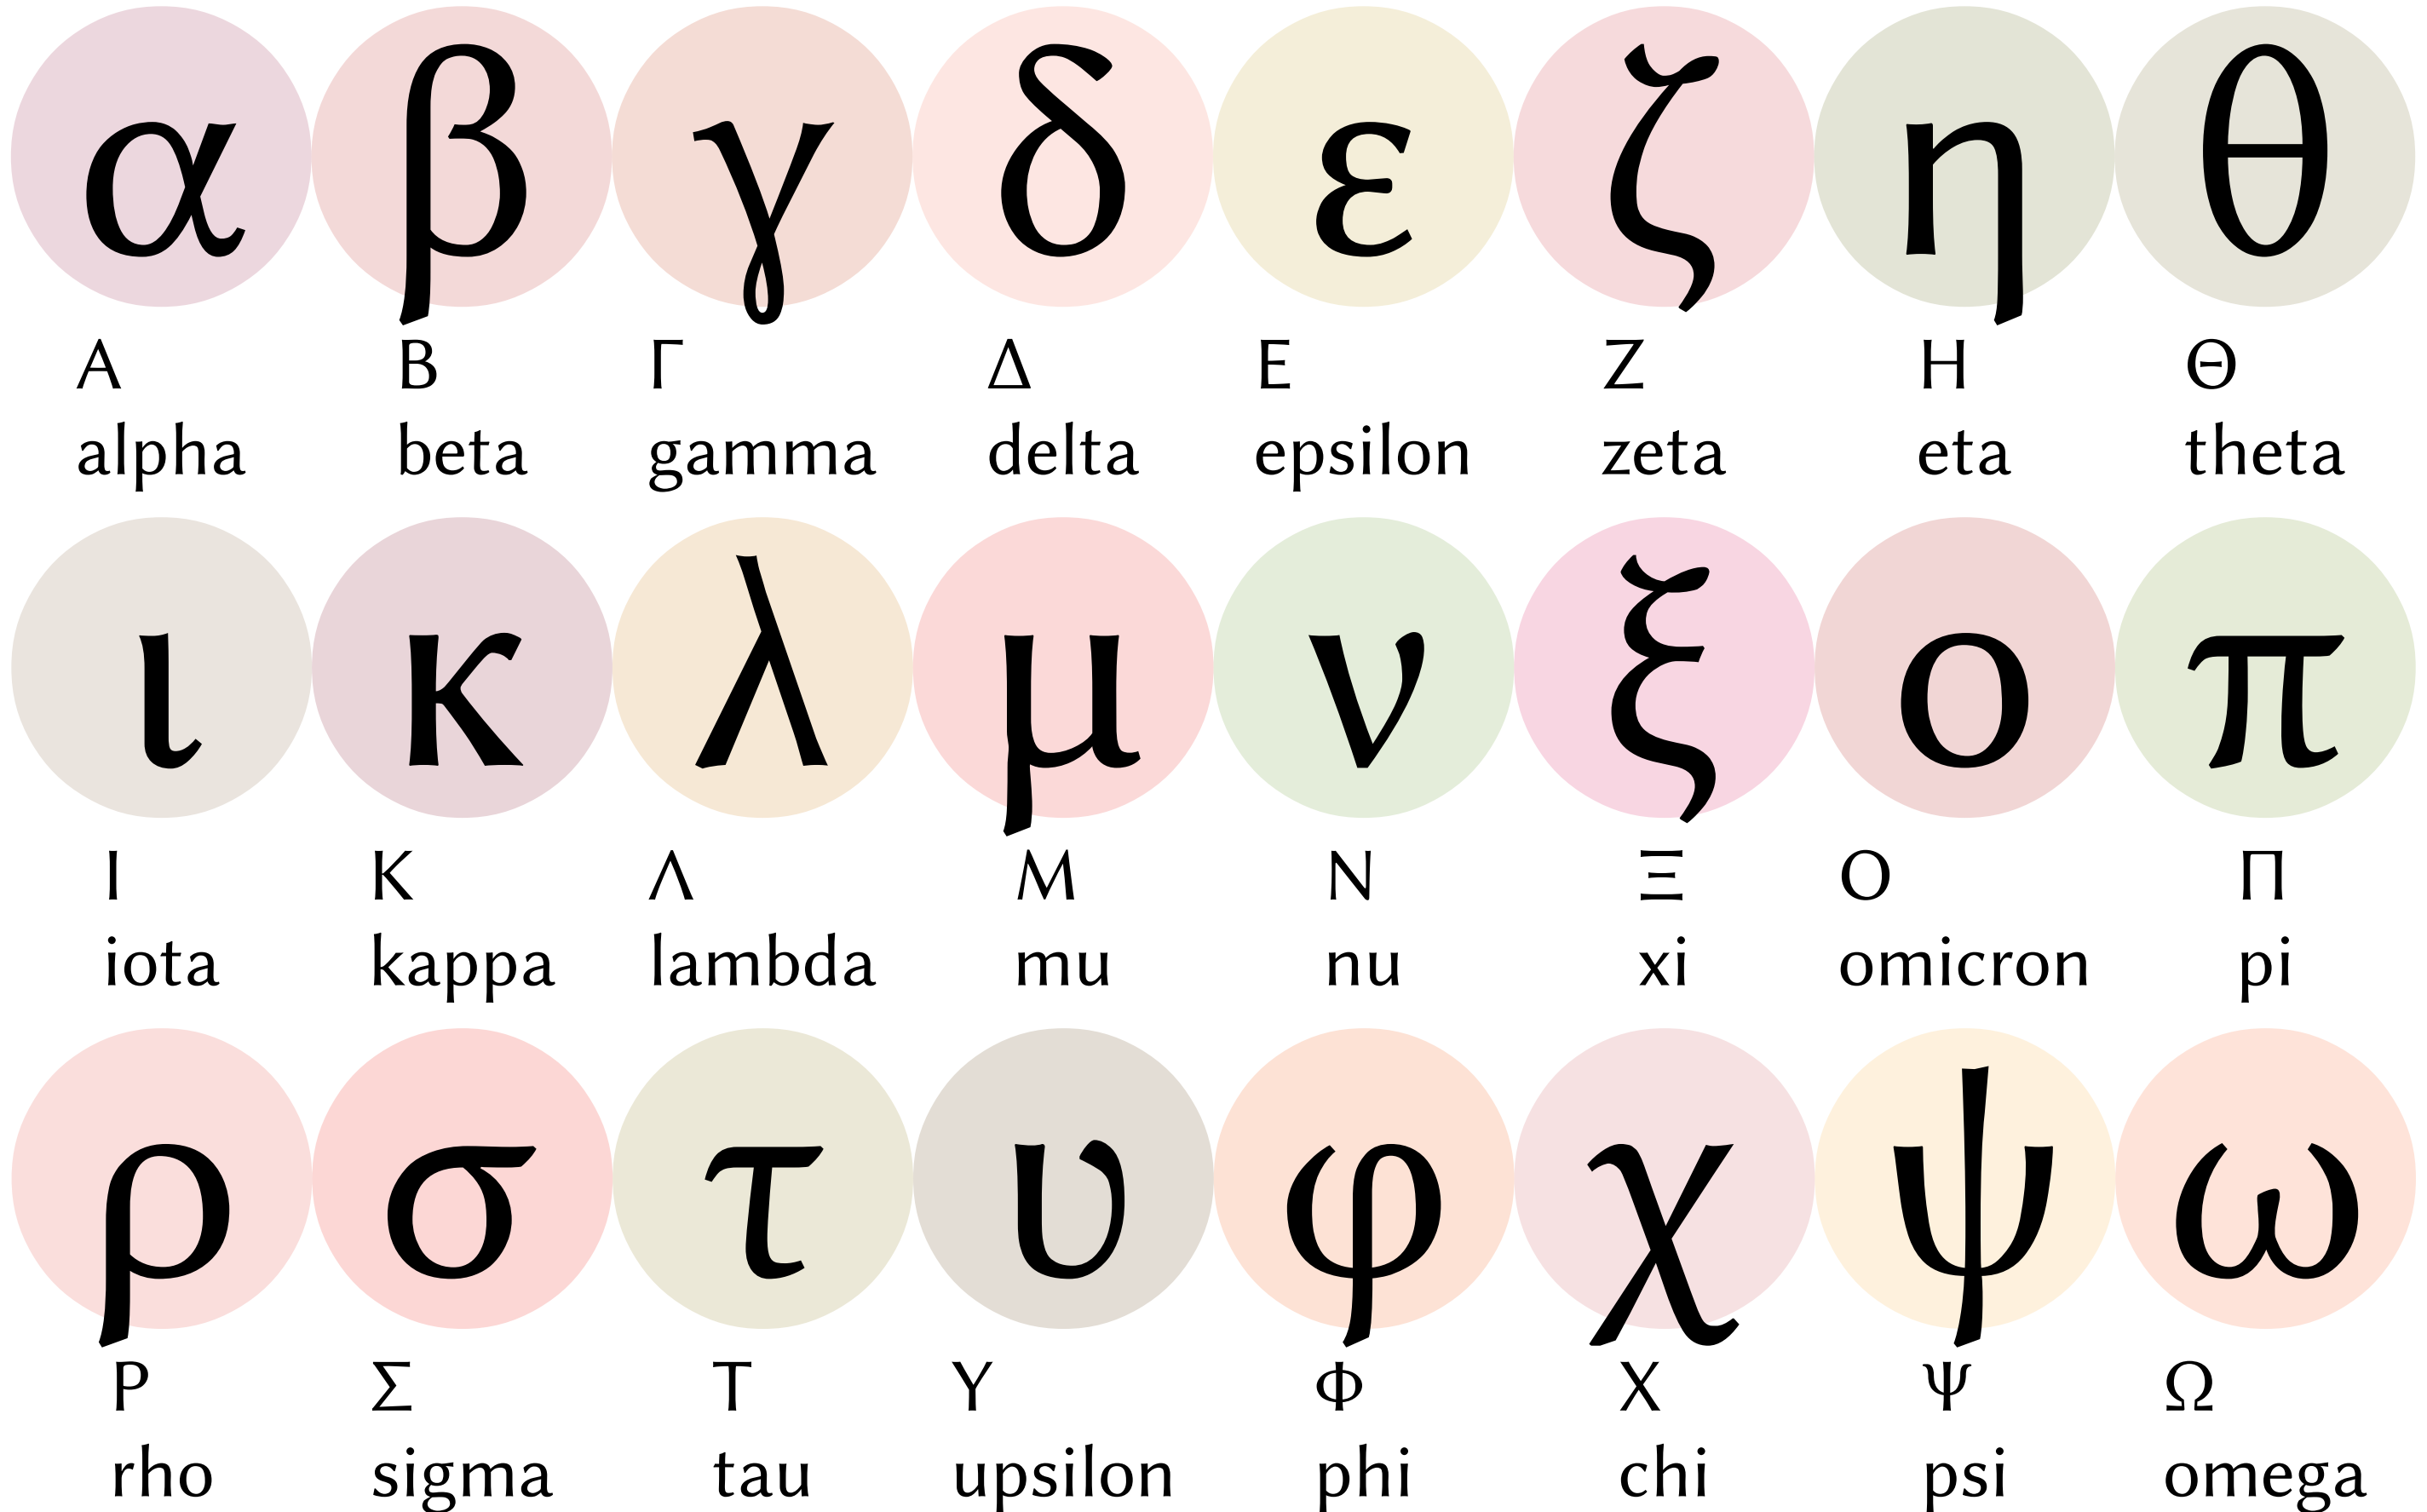 α β γ δ ε ζ η θ
Α Β Γ Δ Ε Ζ Η Θ
alpha beta gamma delta epsilon zeta eta theta
ι κ λ μ ν ξ ο π
Ι Κ Λ Μ Ν Ξ Ο Π
iota kappa lambda mu nu xi omicron pi
ρ σ τ υ φ χ ψ ω
Ρ Σ Τ Υ Φ Χ Ψ Ω
rho sigma tau upsilon phi chi psi omega